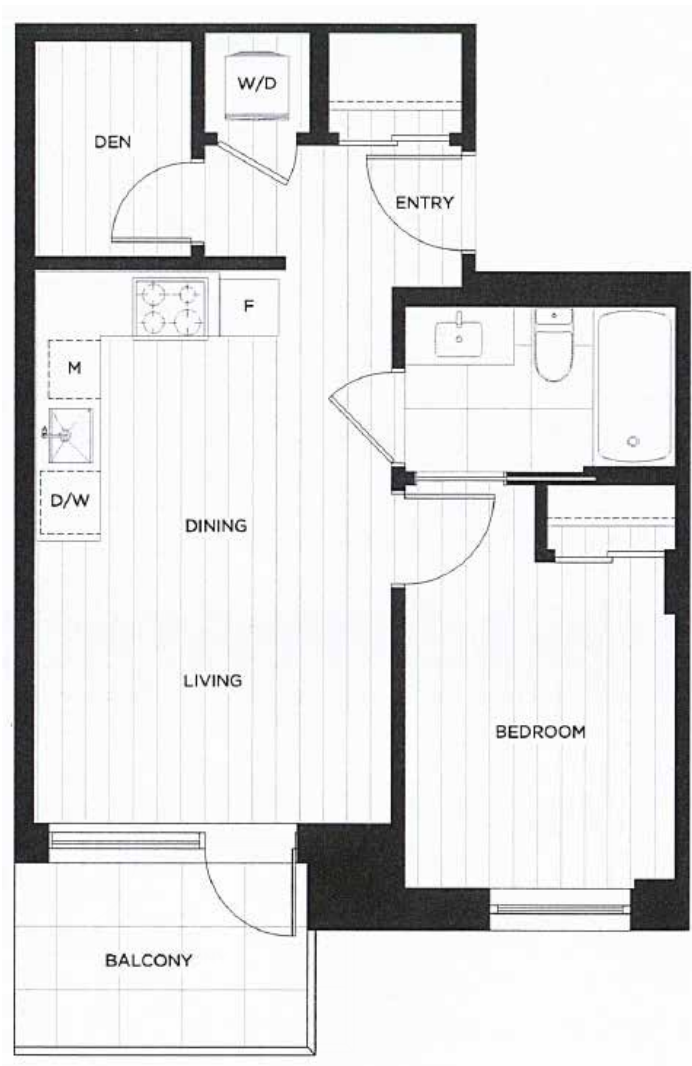 W/D
DEN
ENTRY
F
M
D/W
DINING
LIVING
BEDROOM
BALCONY